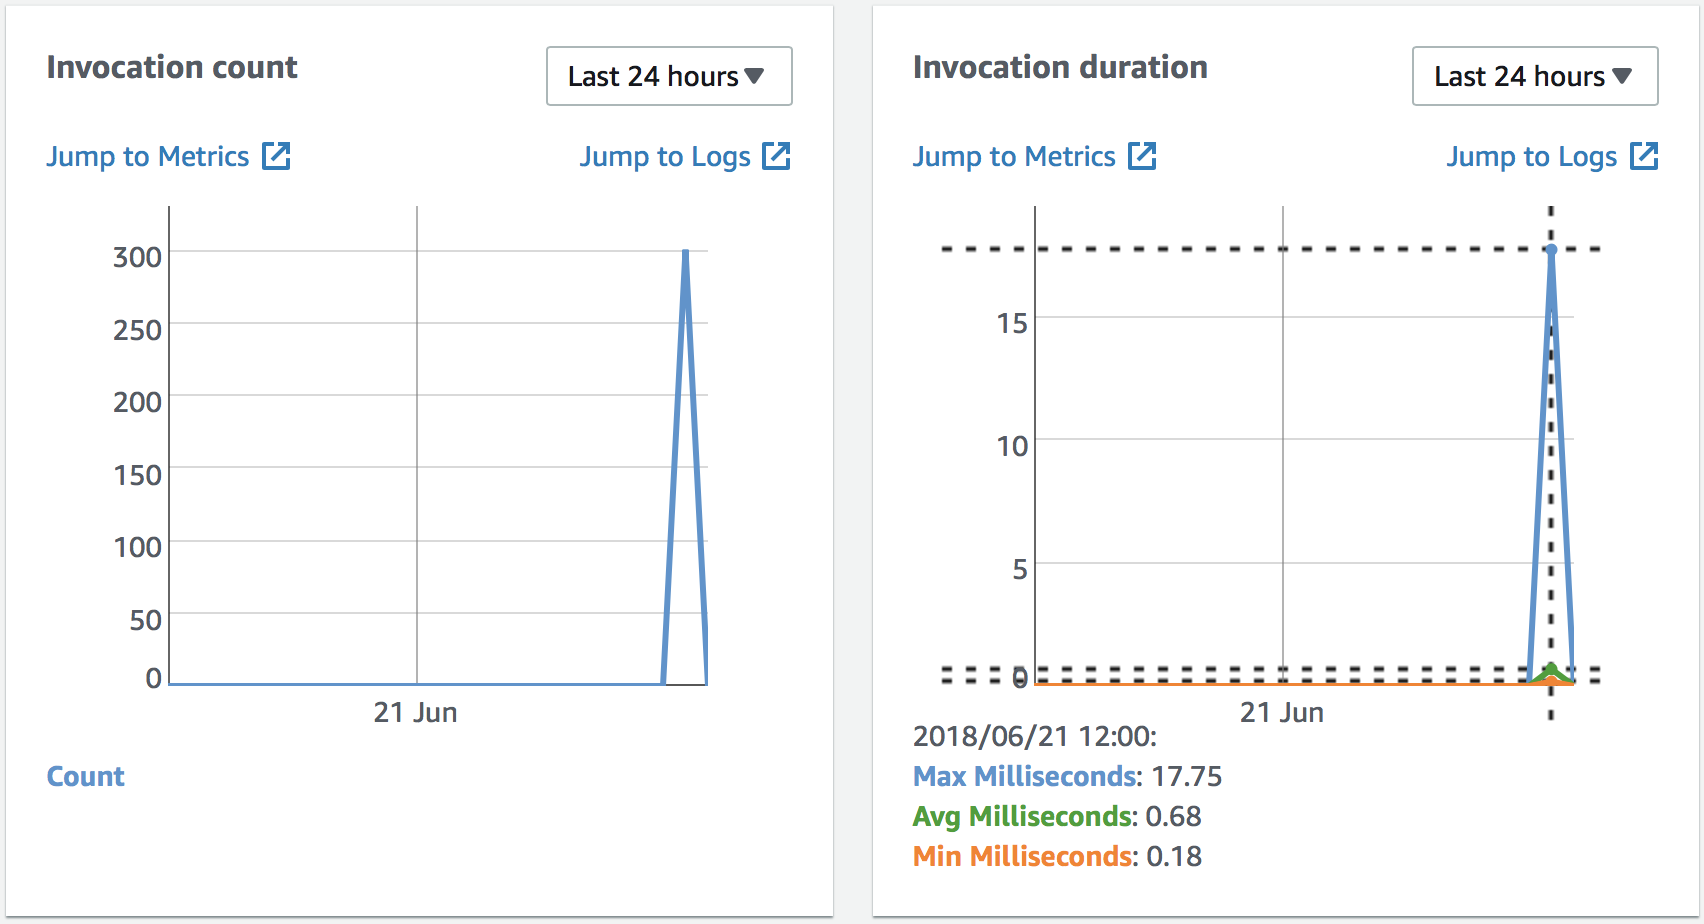 Invocation count
Last 24 hours
Jump to Metrics
Jump to Logs
300
250
200
150
100
50
0
21 Jun
Count
Invocation duration
Last 24 hours
Jump to Metrics
Jump to Logs
15
10
5
0
21 Jun
2018/06/21 12:00:
Max Milliseconds: 17.75
Avg Milliseconds: 0.68
Min Milliseconds: 0.18